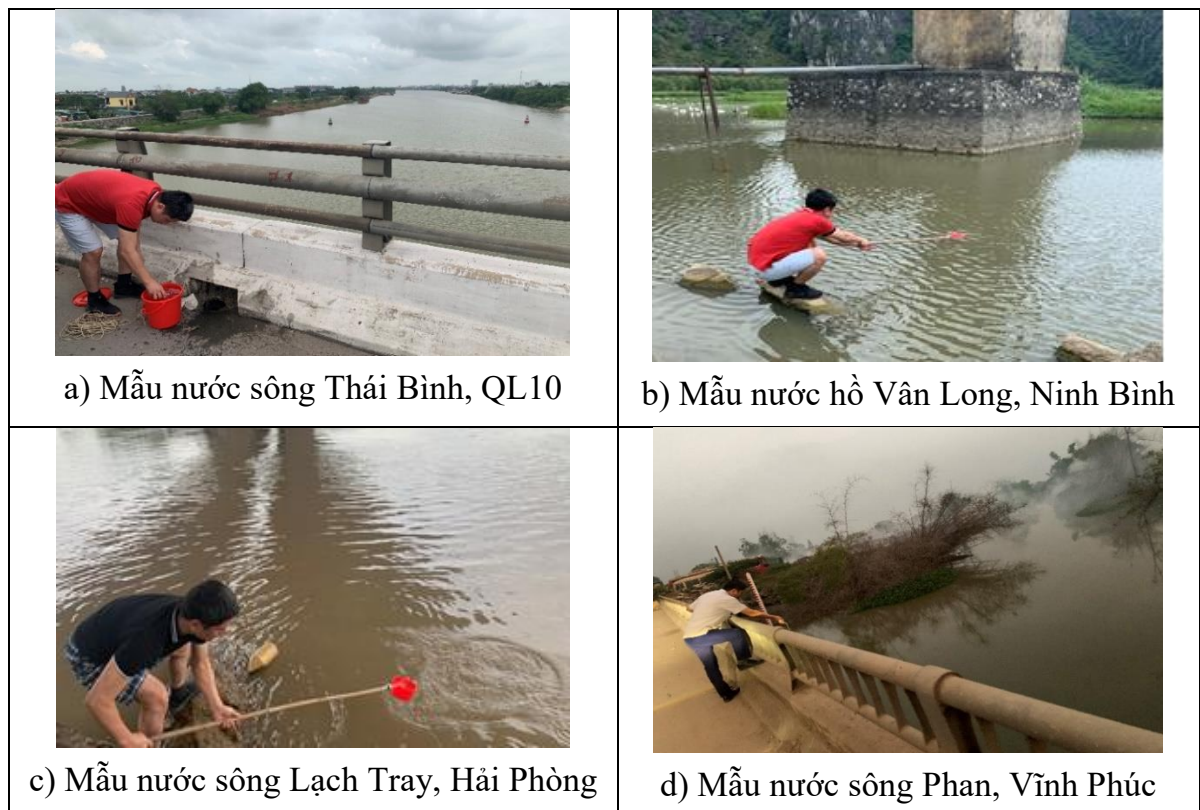 a) Mẫu nước sông Thái Bình, QL10
b) Mẫu nước hồ Vân Long, Ninh Bình
c) Mẫu nước sông Lạch Tray, Hải Phòng
d) Mẫu nước sông Phan, Vĩnh Phúc